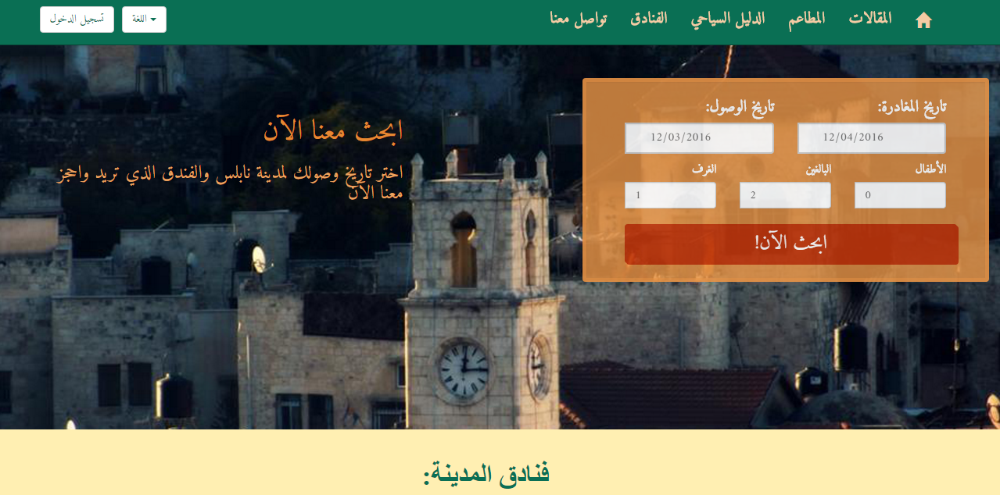 المقالات المطاعم الدليل السياحي الفنادق تواصل معنا اللغة تسجيل الدخول
تاريخ المغادرة: تاريخ الوصول:
12/04/2016 12/03/2016
الأطفال البالغين الغرف
0 2 1
ابحث الآن!
ابحث معنا الآن
اختر تاريخ وصولك لمدينة نابلس والفندق الذي تريد واحجز
معنا الآن
فنادق المدينة: